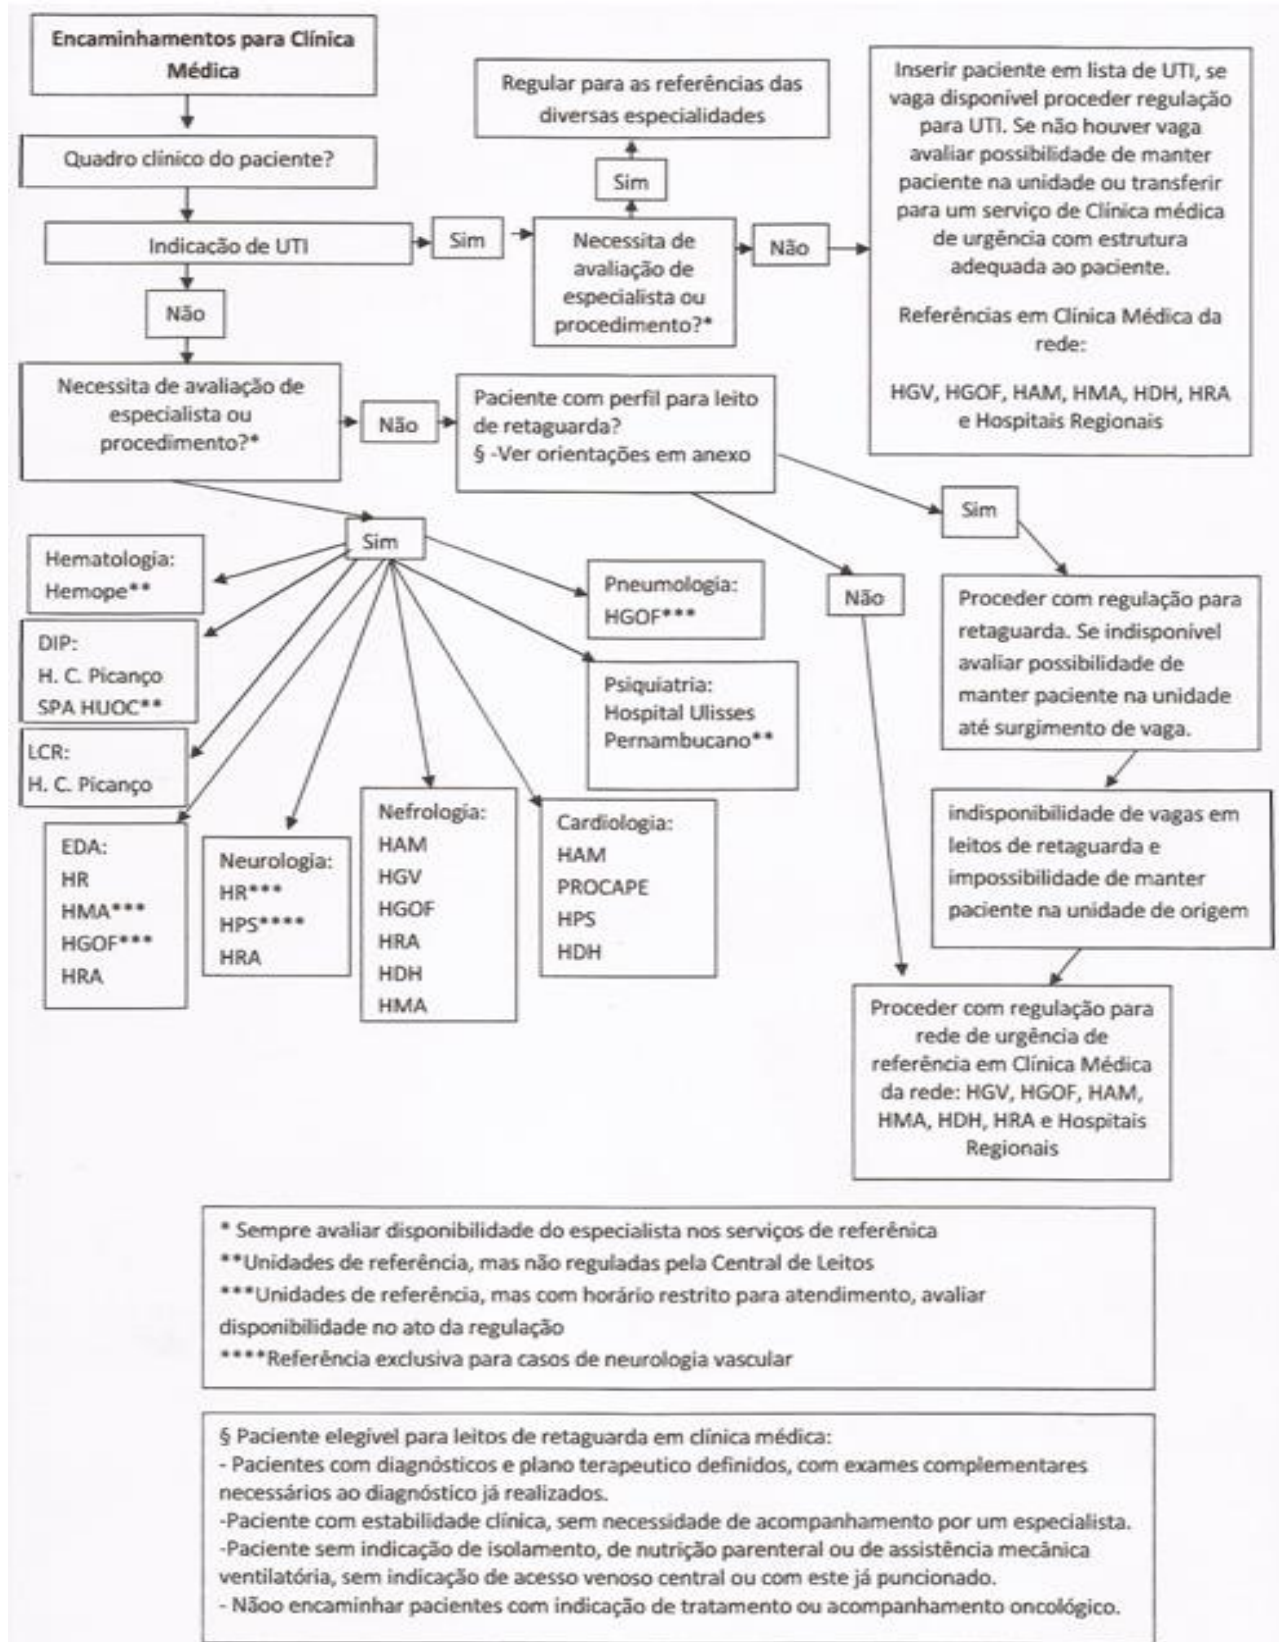 Encaminhamentos para Clínica
Médica
Quadro clínico do paciente?
Indicação de UTI
Sim
Necessita de
avaliação de
especialista ou
procedimento?*
Sim
Regular para as referências das
diversas especialidades
Não
Inserir paciente em lista de UTI, se
vaga disponível proceder regulação
para UTI. Se não houver vaga
avaliar possibilidade de manter
paciente na unidade ou transferir
para um serviço de Clínica médica
de urgência com estrutura
adequada ao paciente.
Referências em Clínica Médica da
rede:
HGV, HGOF, HAM, HMA, HDH, HRA
e Hospitais Regionais
Não
Necessita de avaliação de
especialista ou
procedimento?*
Não
Paciente com perfil para leito
de retaguarda?
§ -Ver orientações em anexo
Sim
Hematologia:
Hemope**
DIP:
H. C. Picanço
SPA HUOC**
LCR:
H. C. Picanço
EDA:
HR
HMA***
HGOF***
HRA
Neurologia:
HR***
HPS****
HRA
Nefrologia:
HAM
HGV
HGOF
HRA
HDH
HMA
Cardiologia:
HAM
PROCAPE
HPS
HDH
Psiquiatria:
Hospital Ulisses
Pernambucano**
Pneumologia:
HGOF***
Não
Sim
Proceder com regulação para
retaguarda. Se indisponível
avaliar possibilidade de
manter paciente na unidade
até surgimento de vaga.
indisponibilidade de vagas em
leitos de retaguarda e
impossibilidade de manter
paciente na unidade de origem
Proceder com regulação para
rede de urgência de
referência em Clínica Médica
da rede: HGV, HGOF, HAM,
HMA, HDH, HRA e Hospitais
Regionais
* Sempre avaliar disponibilidade do especialista nos serviços de referênica
**Unidades de referência, mas não reguladas pela Central de Leitos
***Unidades de referência, mas com horário restrito para atendimento, avaliar
disponibilidade no ato da regulação
****Referência exclusiva para casos de neurologia vascular
§ Paciente elegível para leitos de retaguarda em clínica médica:
- Pacientes com diagnósticos e plano terapeutico definidos, com exames complementares
necessários ao diagnóstico já realizados.
-Paciente com estabilidade clínica, sem necessidade de acompanhamento por um especialista.
-Paciente sem indicação de isolamento, de nutrição parenteral ou de assistência mecânica
ventilatória, sem indicação de acesso venoso central ou com este já puncionado.
- Nãoo encaminhar pacientes com indicação de tratamento ou acompanhamento oncológico.